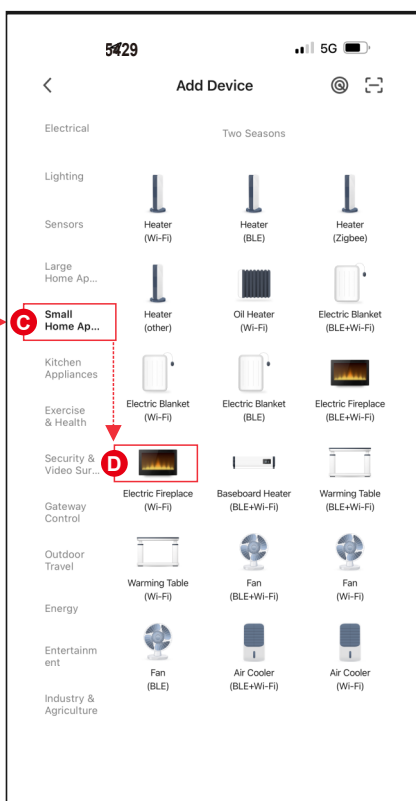 5G
Add Device
Electrical
Lighting
Sensors
Large
Home Ap...
C
Small
Home Ap...
Kitchen
Appliances
Exercise
& Health
Security &
Video Sur...
Gateway
Control
Outdoor
Travel
Energy
Entertainm
ent
Industry &
Agriculture
Two Seasons
Heater
(Wi-Fi)
Heater
(BLE)
Heater
(Zigbee)
Heater
(other)
Oil Heater
(Wi-Fi)
Electric Blanket
(BLE+Wi-Fi)
Electric Blanket
(Wi-Fi)
Electric Blanket
(BLE)
Electric Fireplace
(BLE+Wi-Fi)
D
Electric Fireplace
(Wi-Fi)
Baseboard Heater
(BLE+Wi-Fi)
Warming Table
(BLE+Wi-Fi)
Warming Table
(Wi-Fi)
Fan
(BLE+Wi-Fi)
Fan
(Wi-Fi)
Fan
(BLE)
Air Cooler
(BLE+Wi-Fi)
Air Cooler
(Wi-Fi)